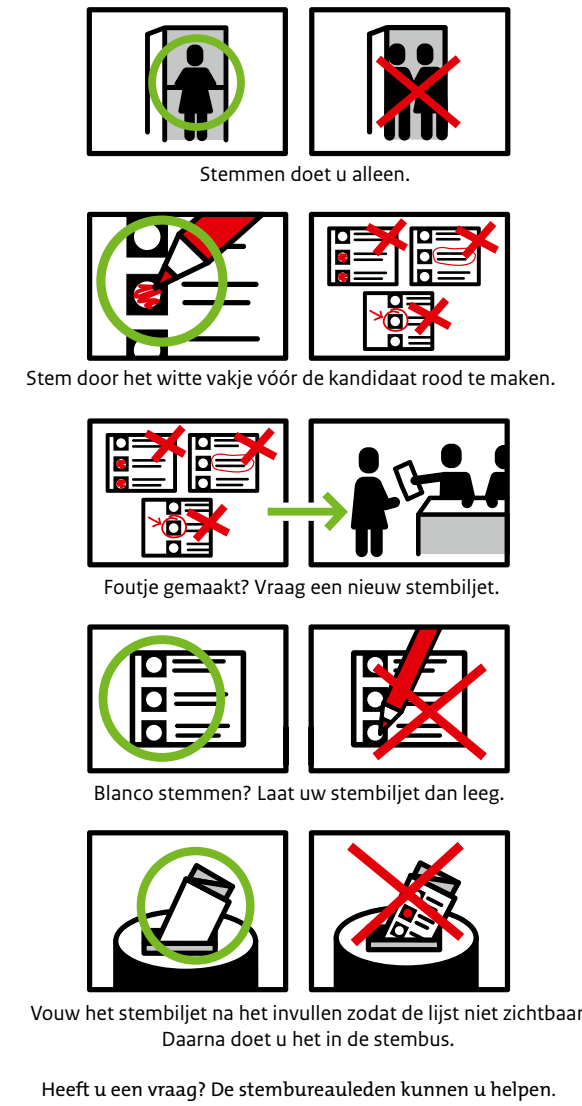 Stemmen doet u alleen.
Stem door het witte vakje vóór de kandidaat rood te maken.
Foutje gemaakt? Vraag een nieuw stembiljet.
Blanco stemmen? Laat uw stembiljet dan leeg.
Vouw het stembiljet na het invullen zodat de lijst niet zichtbaar
Daarna doet u het in de stembus.
Heeft u een vraag? De stembureauleden kunnen u helpen.